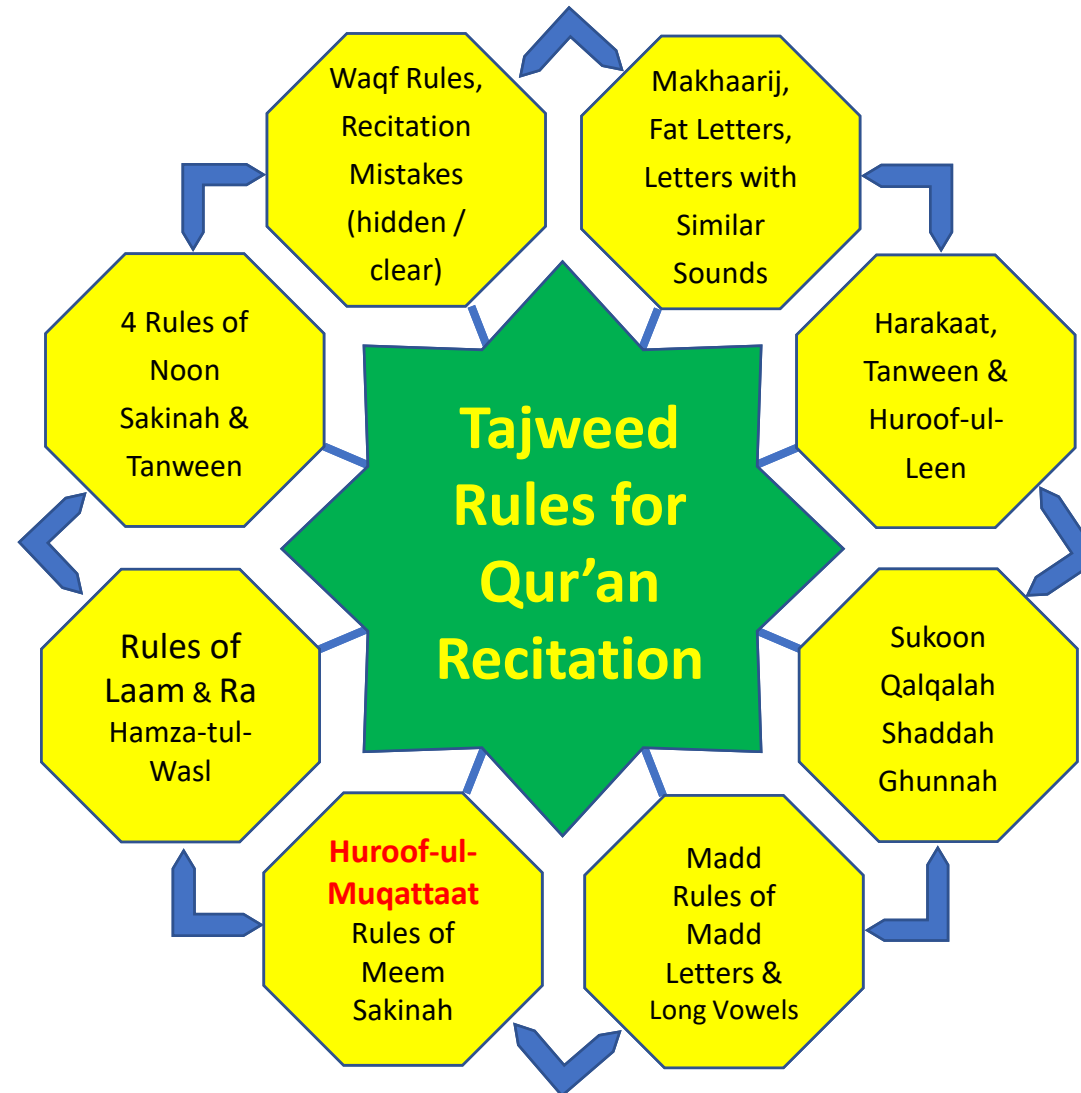 Tajweed
Rules for
Qur’an
Recitation
Makhaarij,
Fat Letters,
Letters with
Similar
Sounds
Harakaat,
Tanween &
Huroof-ul-
Leen
Sukoon
Qalqalah
Shaddah
Ghunnah
Madd
Rules of
Madd
Letters &
Long Vowels
Huroof-ul-
Muqattaat
Rules of
Meem
Sakinah
Rules of
Laam & Ra
Hamza-tul-
Wasl
4 Rules of
Noon
Sakinah &
Tanween
Waqf Rules,
Recitation
Mistakes
(hidden /
clear)